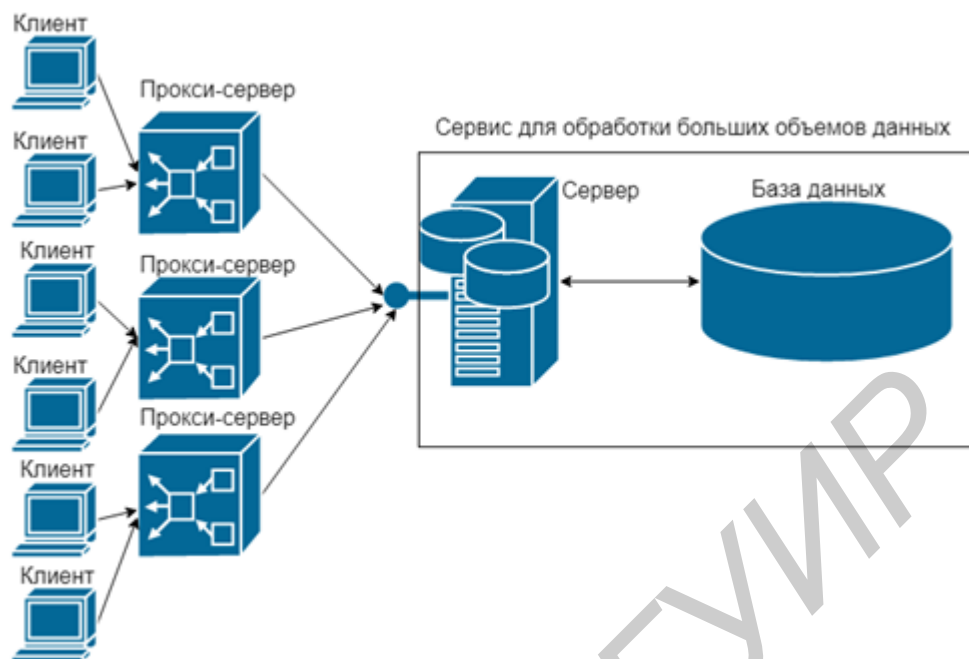 Клиент
Прокси-сервер
Клиент
Сервис для обработки больших объемов данных
Сервер
База данных
Клиент
Прокси-сервер
Клиент
Прокси-сервер
Клиент
Клиент
ГУИР